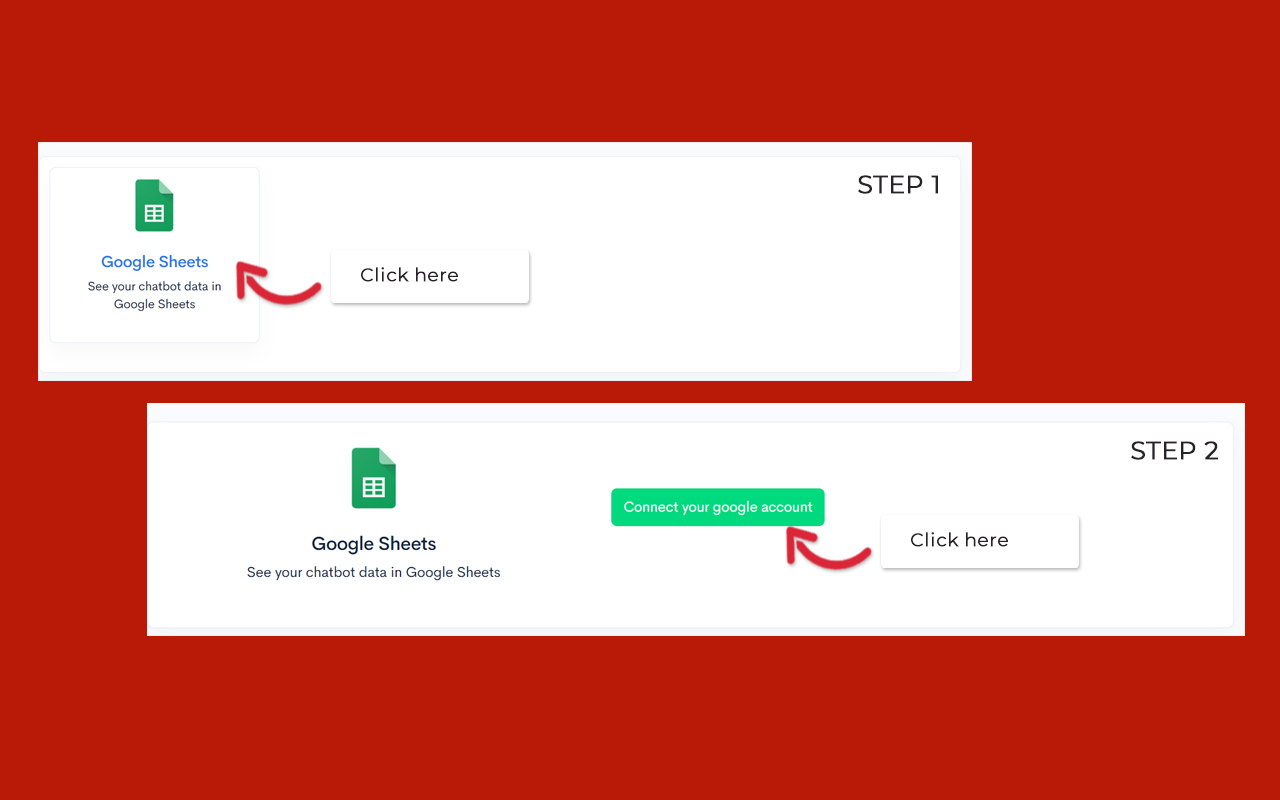 STEP 1
Google Sheets
See your chatbot data in
Google Sheets
Click here
STEP 2
Google Sheets
See your chatbot data in Google Sheets
Connect your google account
Click here